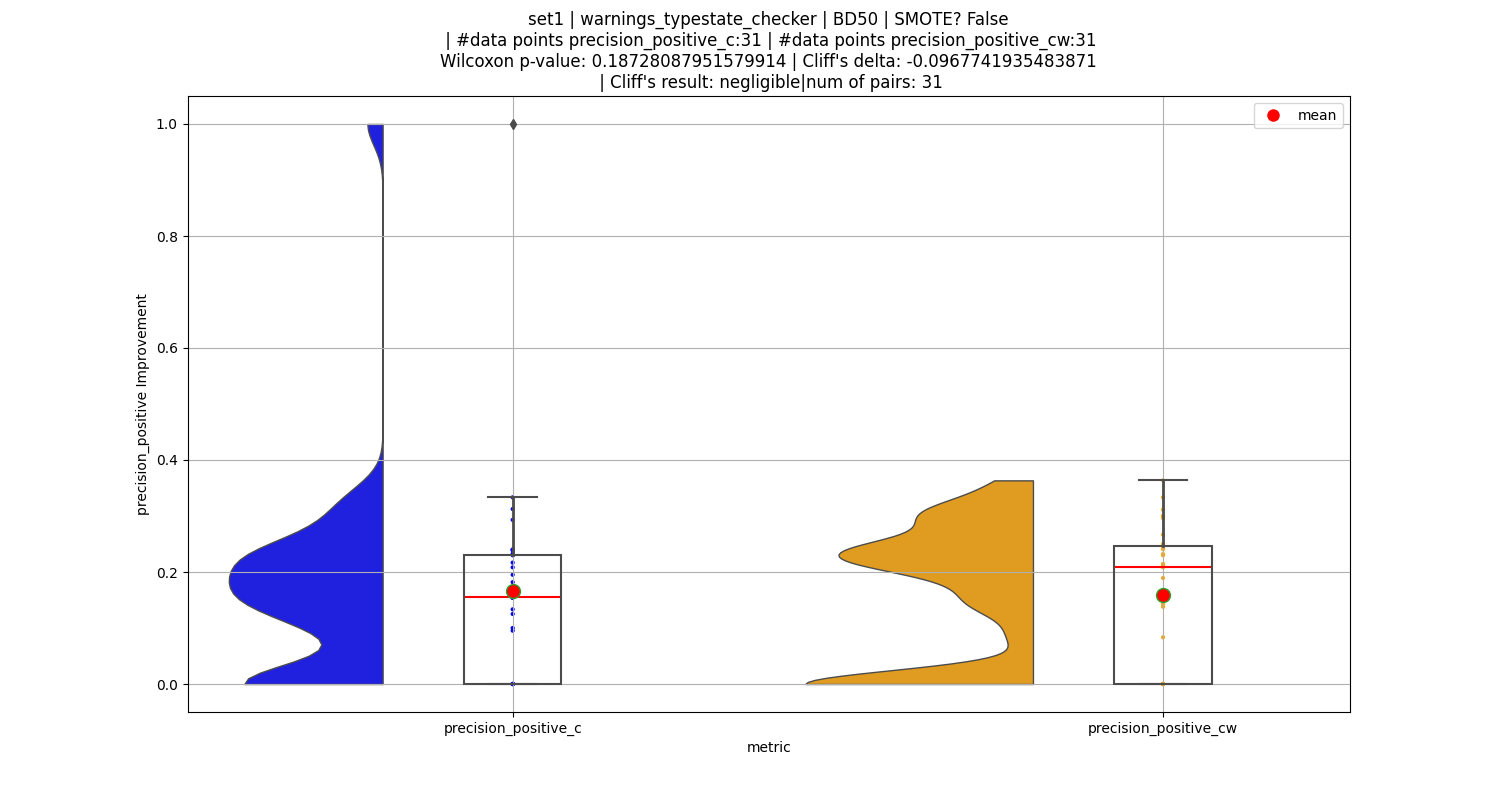 set1 | warnings_typestate_checker | BD50 | SMOTE? False
| #data points precision_positive_c:31 | #data points precision_positive_cw:31
Wilcoxon p-value: 0.18728087951579914 | Cliff's delta: -0.0967741935483871
| Cliff's result: negligible|num of pairs: 31
mean
1.0
0.8
0.6
0.4
0.2
0.0
precision_positive Improvement
precision_positive_c
precision_positive_cw
metric